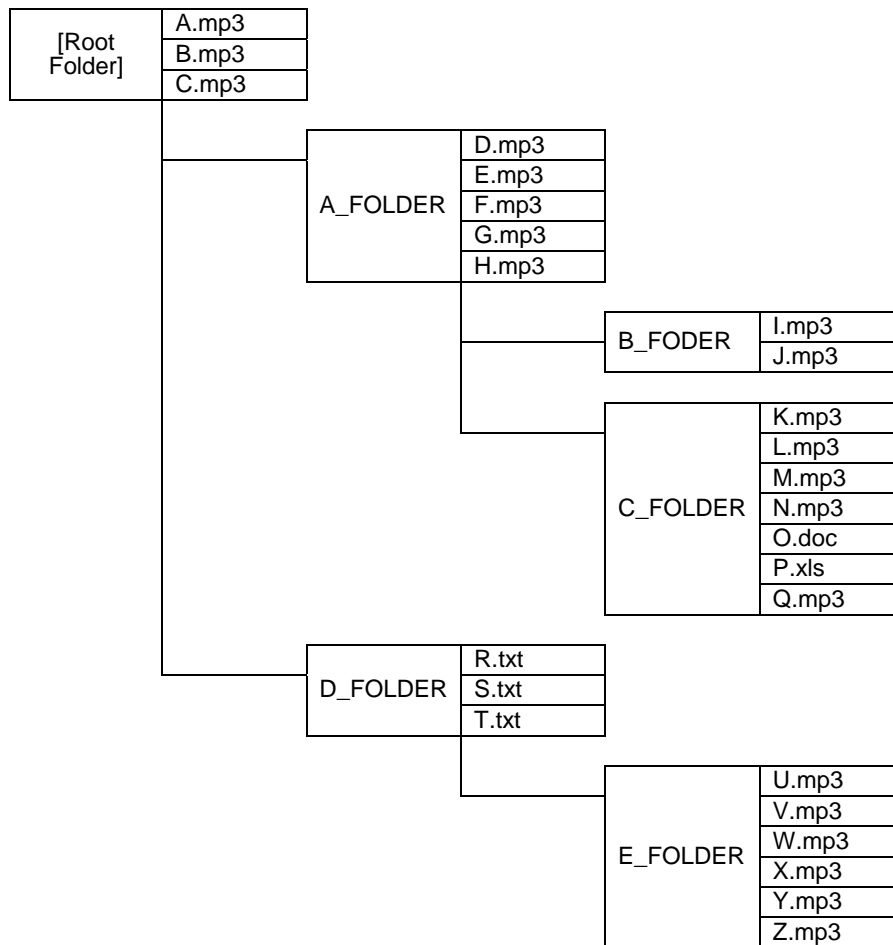 [Root
Folder]
A.mp3
B.mp3
C.mp3
A_FOLDER
D.mp3
E.mp3
F.mp3
G.mp3
H.mp3
B_FODER
I.mp3
J.mp3
C_FOLDER
K.mp3
L.mp3
M.mp3
N.mp3
O.doc
P.xls
Q.mp3
D_FOLDER
R.txt
S.txt
T.txt
E_FOLDER
U.mp3
V.mp3
W.mp3
X.mp3
Y.mp3
Z.mp3